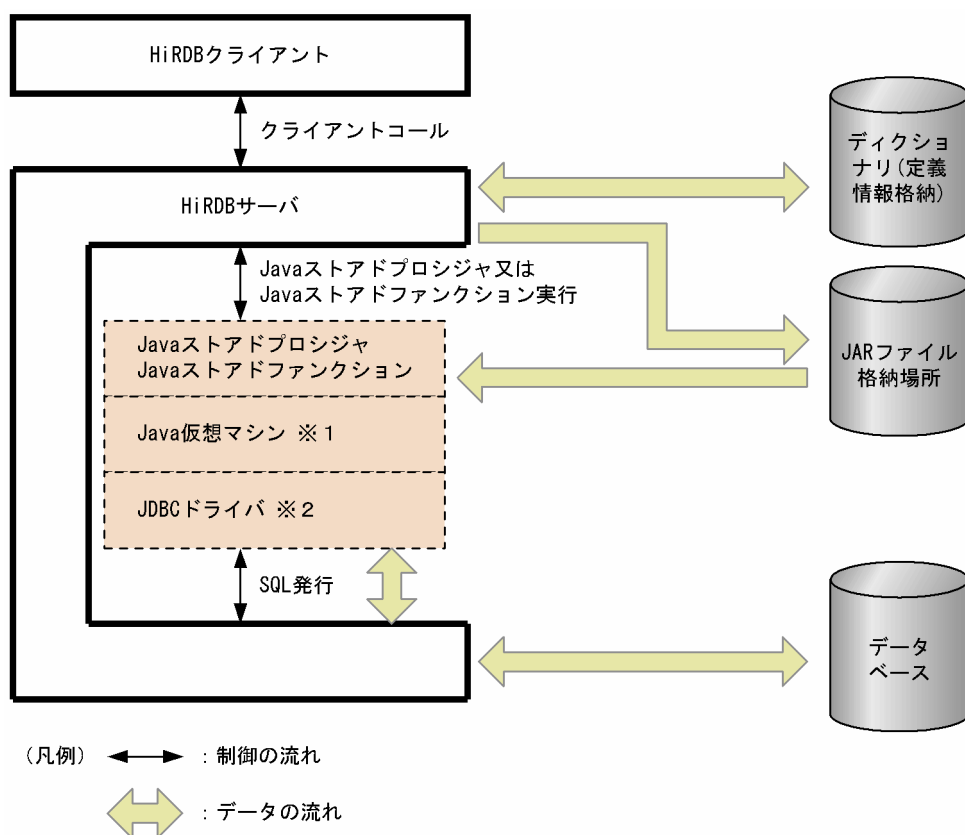 HiRDBクライアント
クライアントコール
HiRDBサーバ
Javaストアドプロシジャ又は
Javaストアドファンクション実行
Javaストアドプロシジャ
Javaストアドファンクション
Java仮想マシン ※1
JDBCドライバ ※2
SQL発行
ディクショ
ナリ(定義
情報格納)
JARファイル
格納場所
データ
ベース
(凡例)
:制御の流れ
:データの流れ